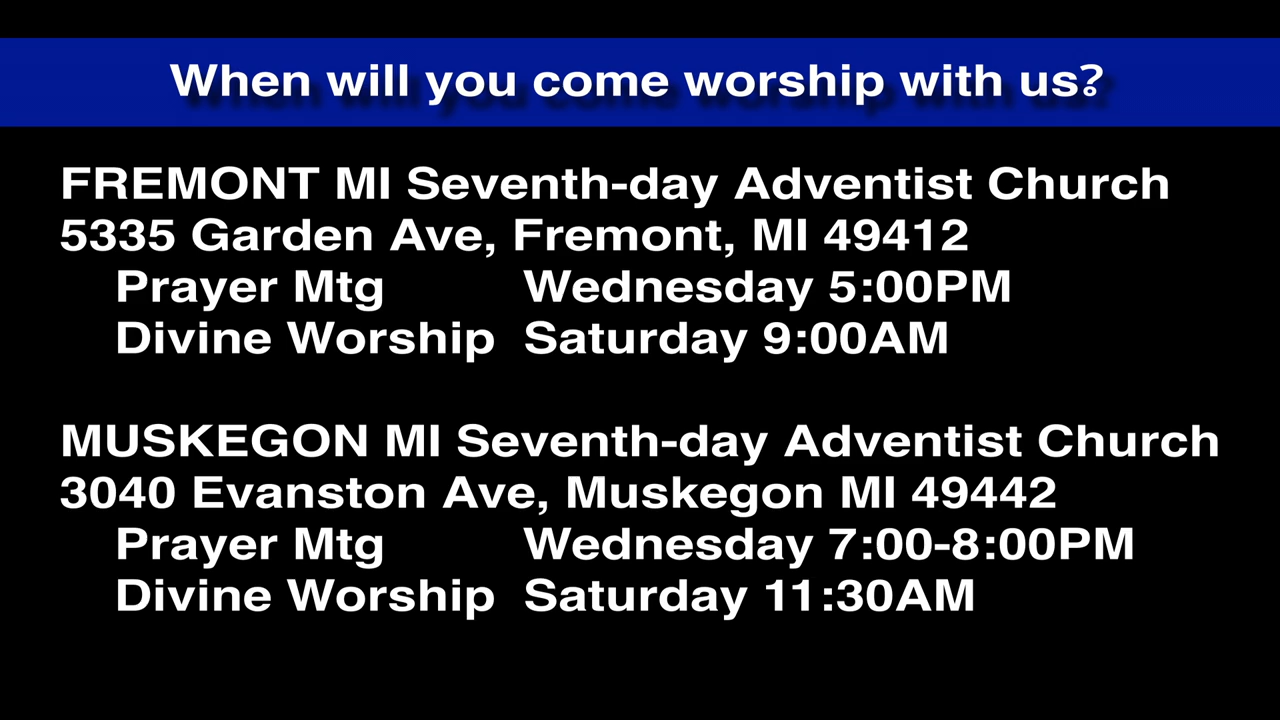 When will you come worship with us?
FREMONT MI Seventh-day Adventist Church
5335 Garden Ave, Fremont, MI 49412
Prayer Mtg Wednesday 5:00PM
Divine Worship Saturday 9:00AM
MUSKEGON MI Seventh-day Adventist Church
3040 Evanston Ave, Muskegon MI 49442
Prayer Mtg Wednesday 7:00-8:00PM
Divine Worship Saturday 11:30AM